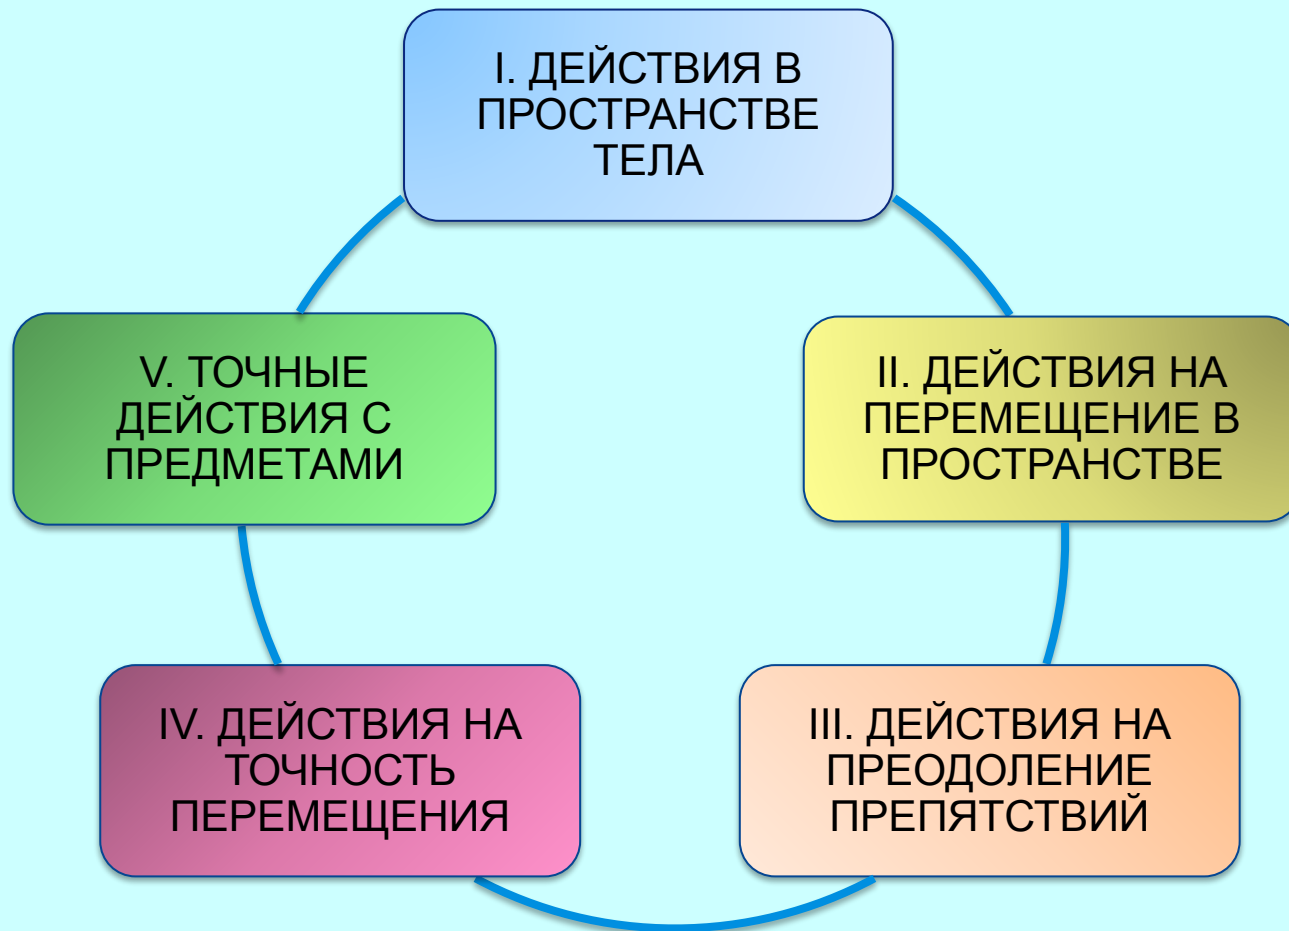 I. ДЕЙСТВИЯ В
ПРОСТРАНСТВЕ
ТЕЛА
II. ДЕЙСТВИЯ НА
ПЕРЕМЕЩЕНИЕ В
ПРОСТРАНСТВЕ
III. ДЕЙСТВИЯ НА
ПРЕОДОЛЕНИЕ
ПРЕПЯТСТВИЙ
IV. ДЕЙСТВИЯ НА
ТОЧНОСТЬ
ПЕРЕМЕЩЕНИЯ
V. ТОЧНЫЕ
ДЕЙСТВИЯ С
ПРЕДМЕТАМИ